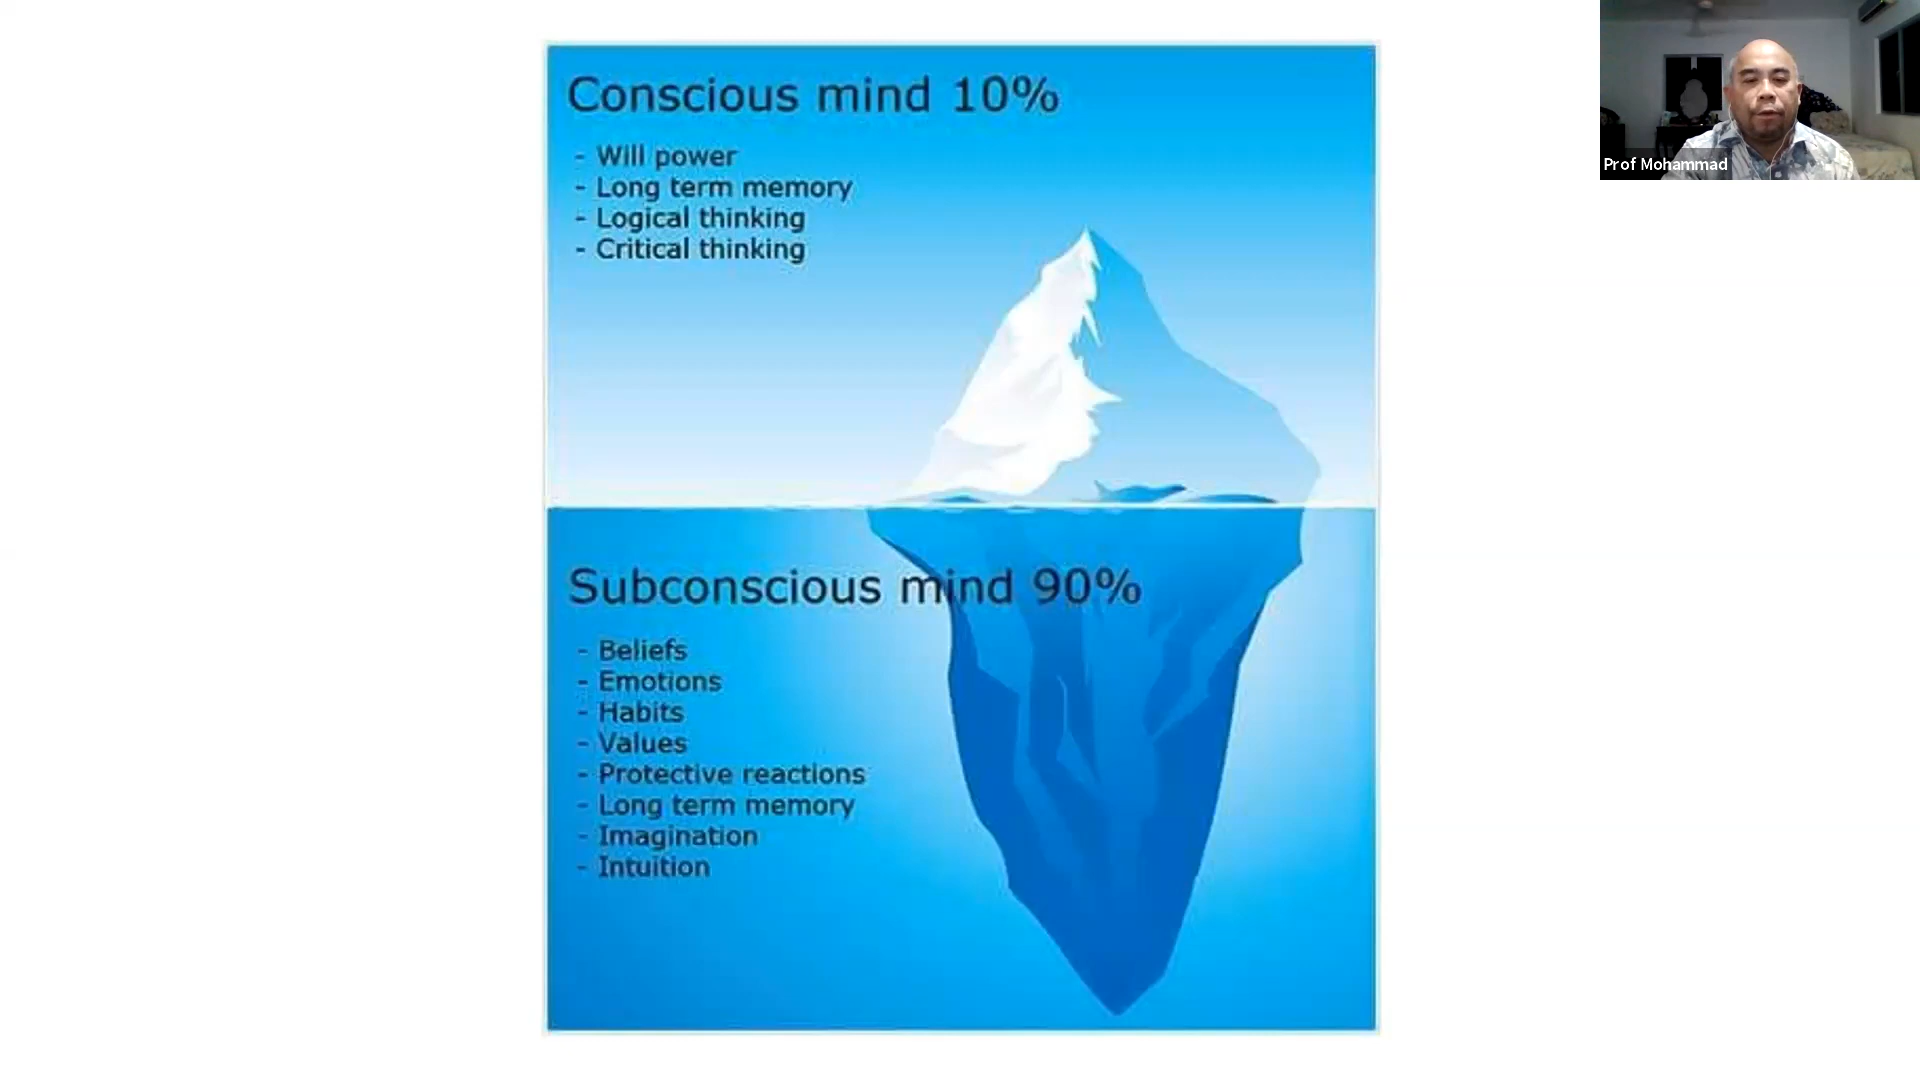 Conscious mind 10%
- Will power
- Long term memory
- Logical thinking
- Critical thinking
Subconscious mind 90%
- Beliefs
- Emotions
- Habits
- Values
- Protective reactions
- Long term memory
- Imagination
- Intuition
Prof Mohammad